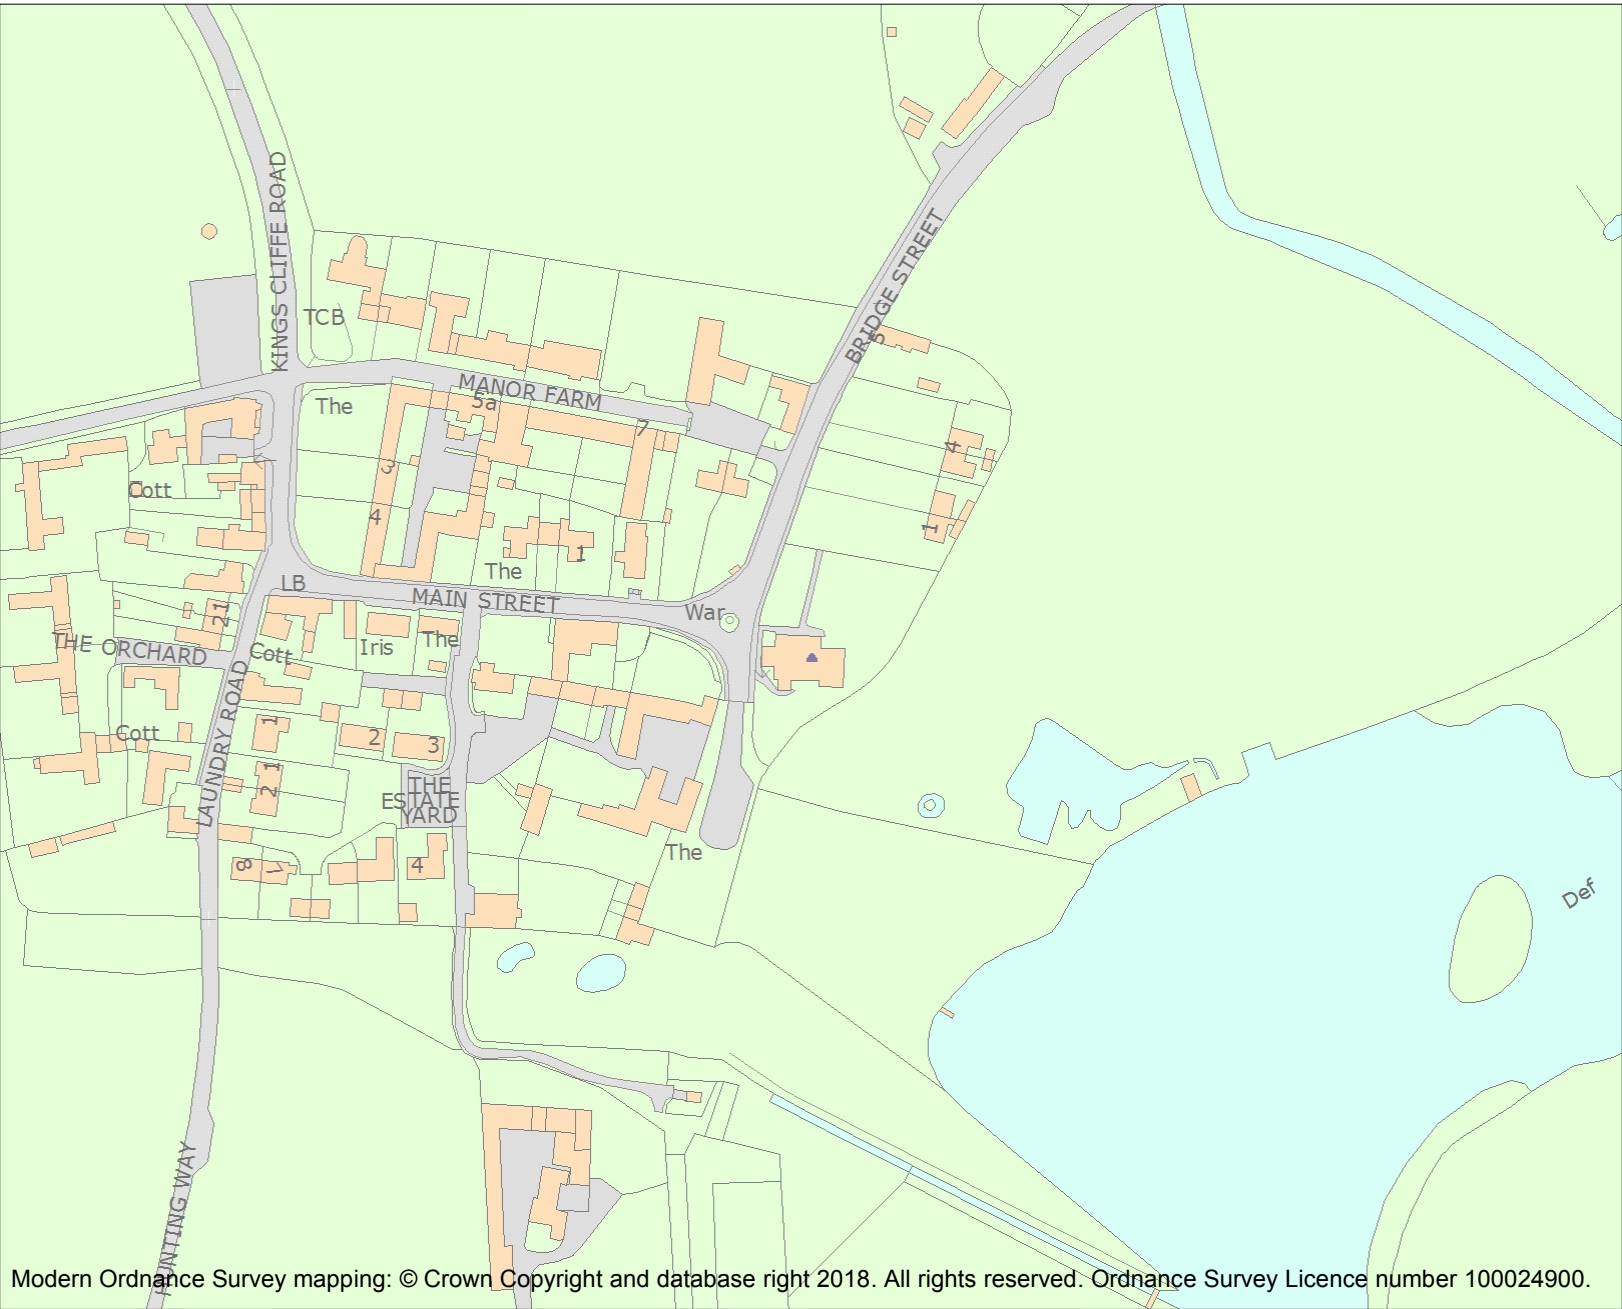 KINGS CLIFFE ROAD
BRIDGE STREET
5
TCB
MANOR FARM
The
5a
7
4
3
Cott
4
1
1
The
LB
MAIN STREET
War
21
THE ORCHARD
Cott
Iris
The
LAUNDRY ROAD
1
Cott
2
3
1
2
THE
ESTATE
YARD
The
8
7
4
Def
HUNTING WAY
Modern Ordnance Survey mapping: © Crown Copyright and database right 2018. All rights reserved. Ordnance Survey Licence number 100024900.